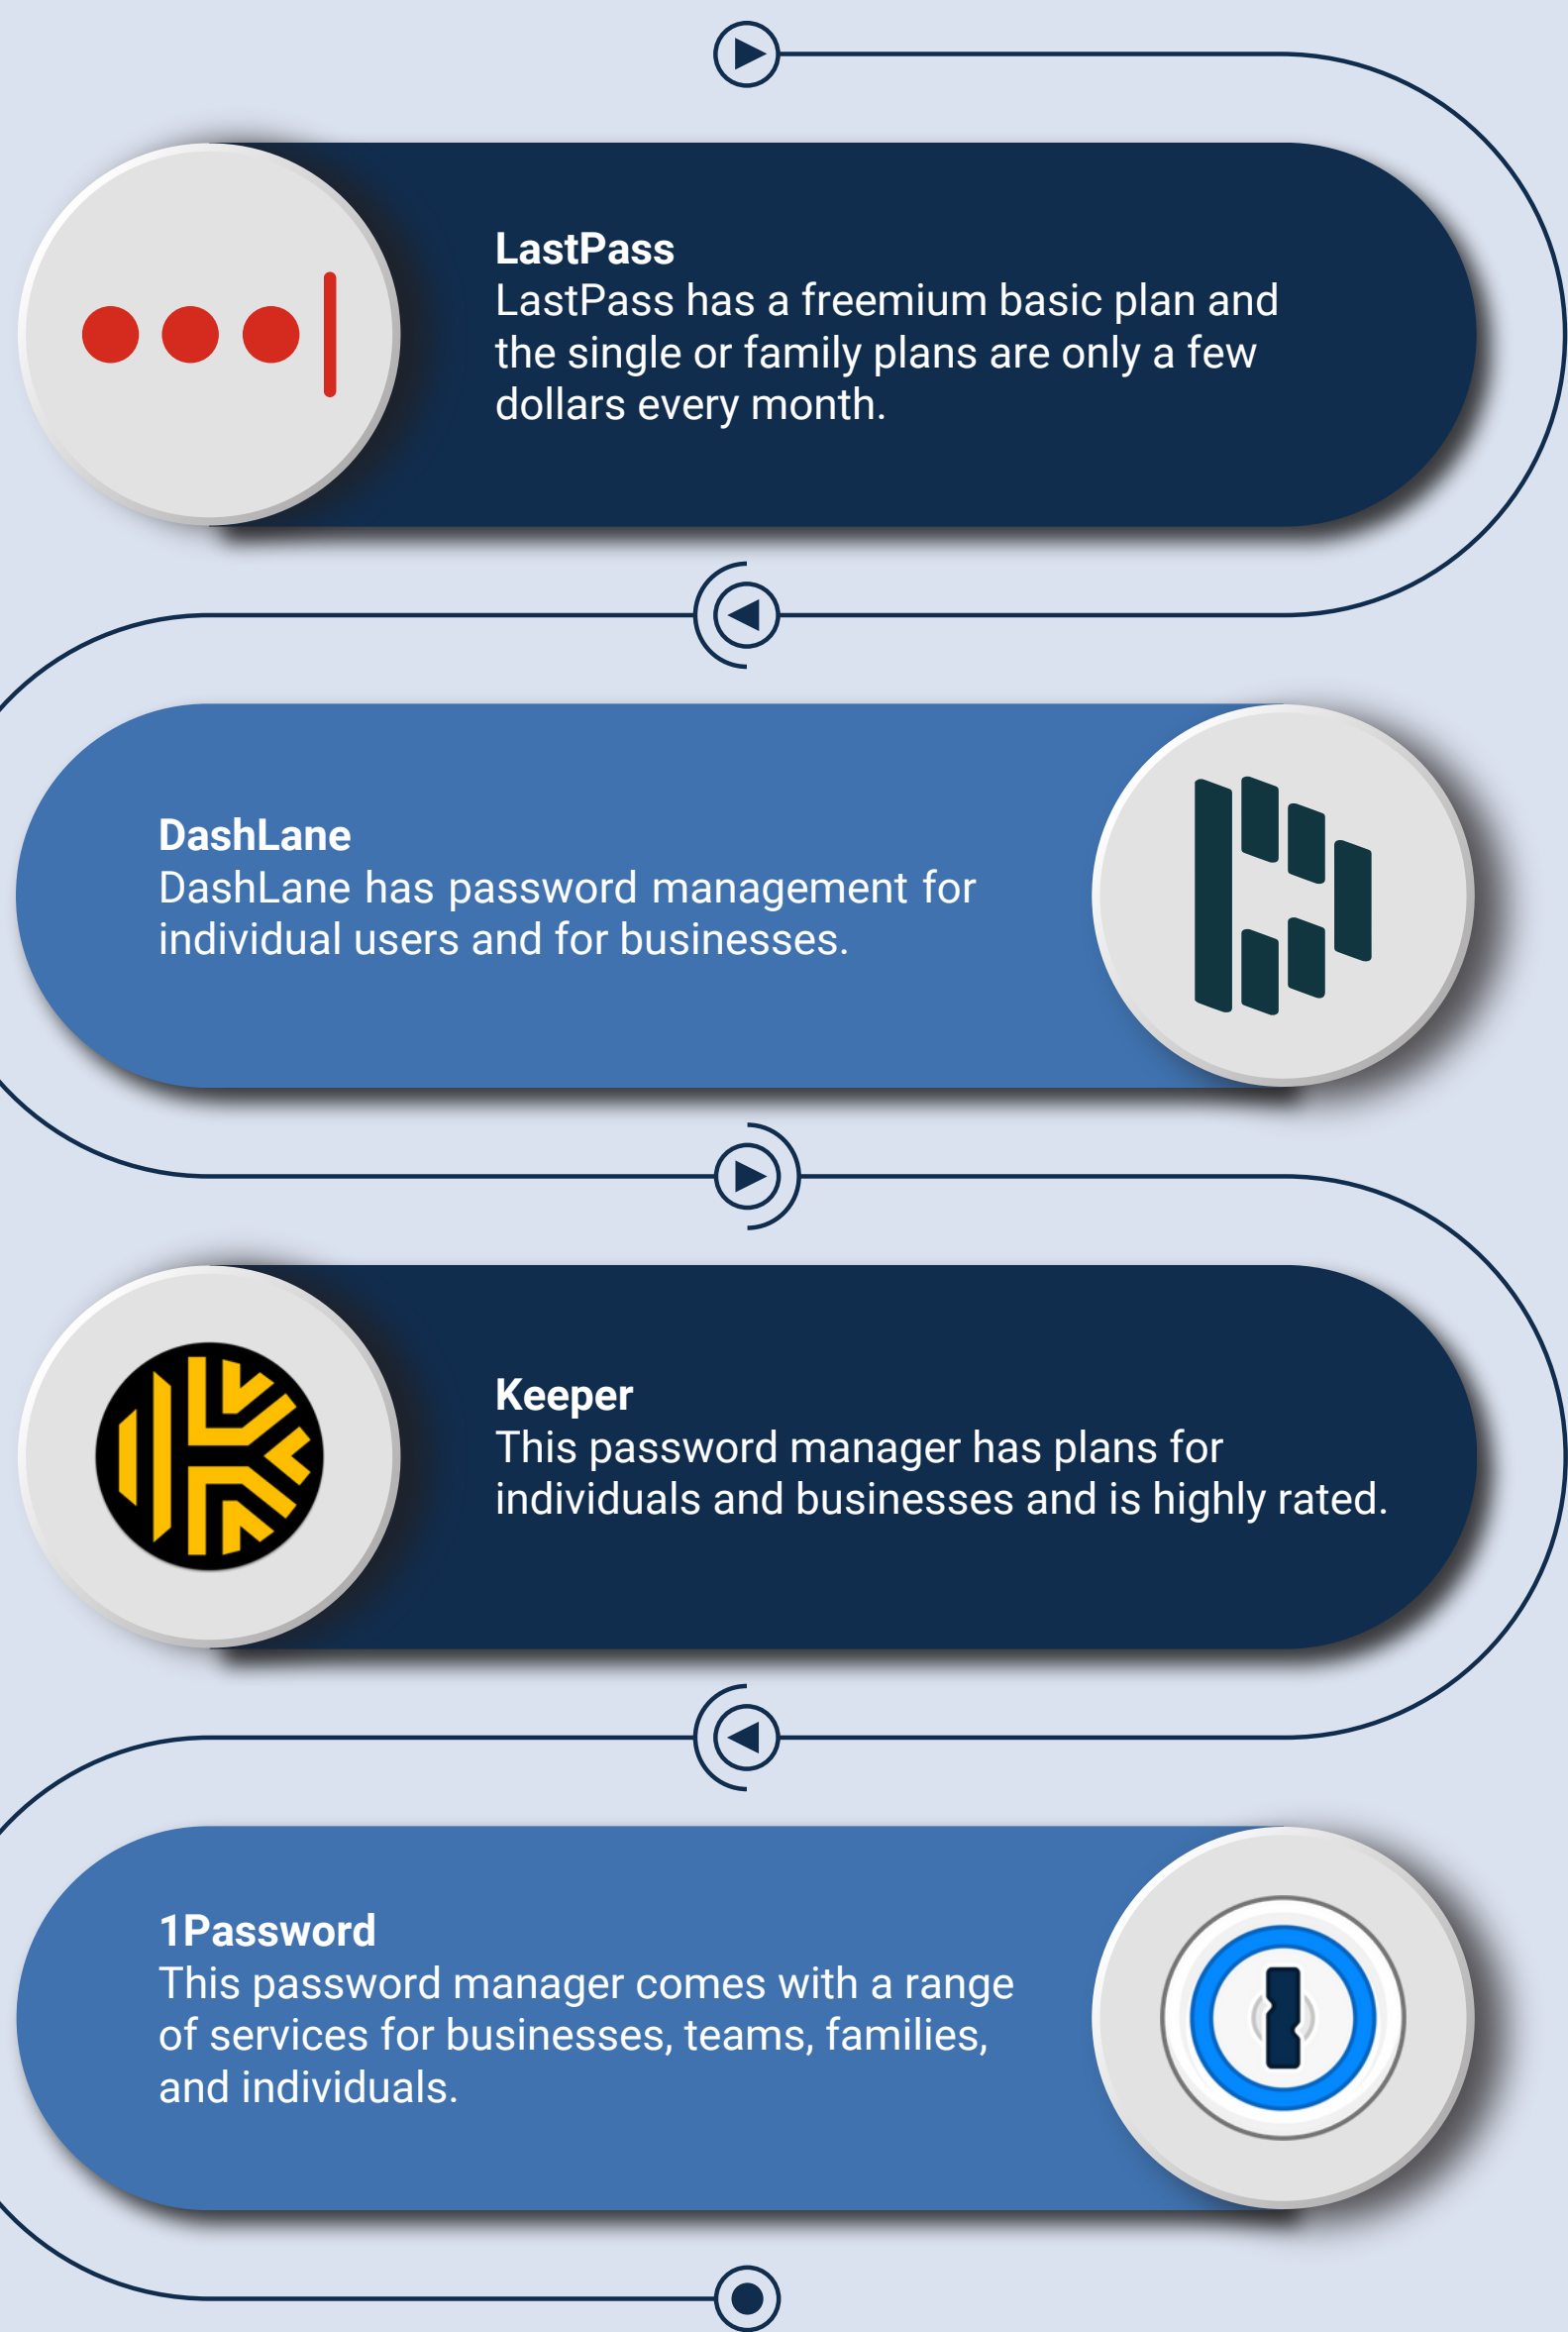 LastPass
LastPass has a freemium basic plan and
the single or family plans are only a few
dollars every month.
DashLane
DashLane has password management for
individual users and for businesses.
Keeper
This password manager has plans for
individuals and businesses and is highly rated.
1Password
This password manager comes with a range
of services for businesses, teams, families,
and individuals.